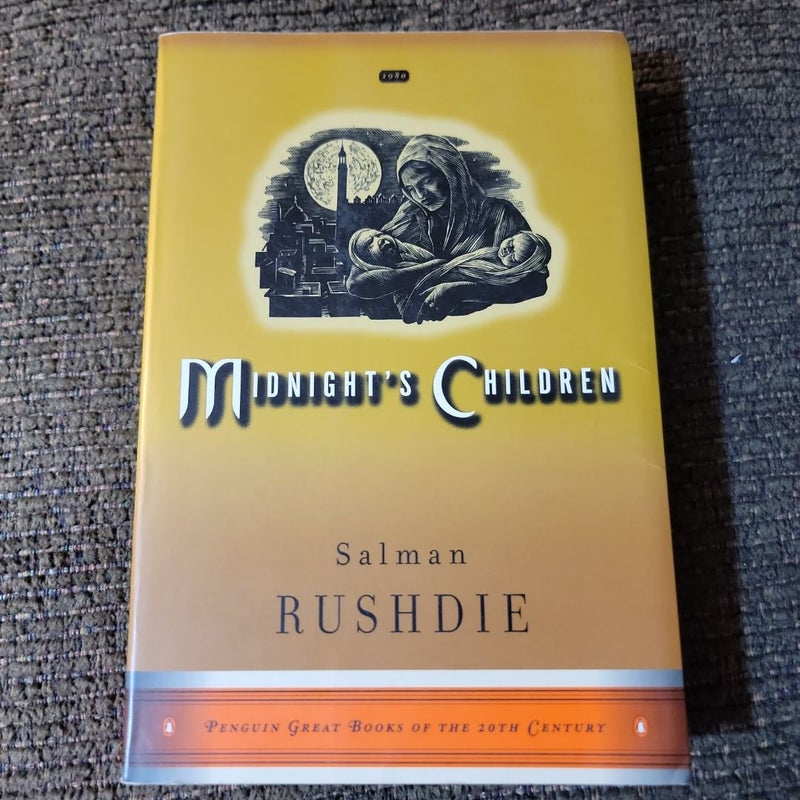 1980
MIDNIGHT'S CHILDREN
Salman
RUSHDIE
PENGUIN GREAT BOOKS OF THE 20TH CENTURY